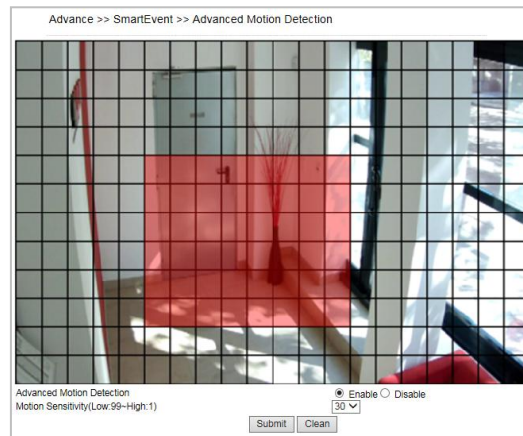 Advance >> SmartEvent >> Advanced Motion Detection
Advanced Motion Detection Enable Disable
Motion Sensitivity(Low:99~High:1) 30
Submit Clean